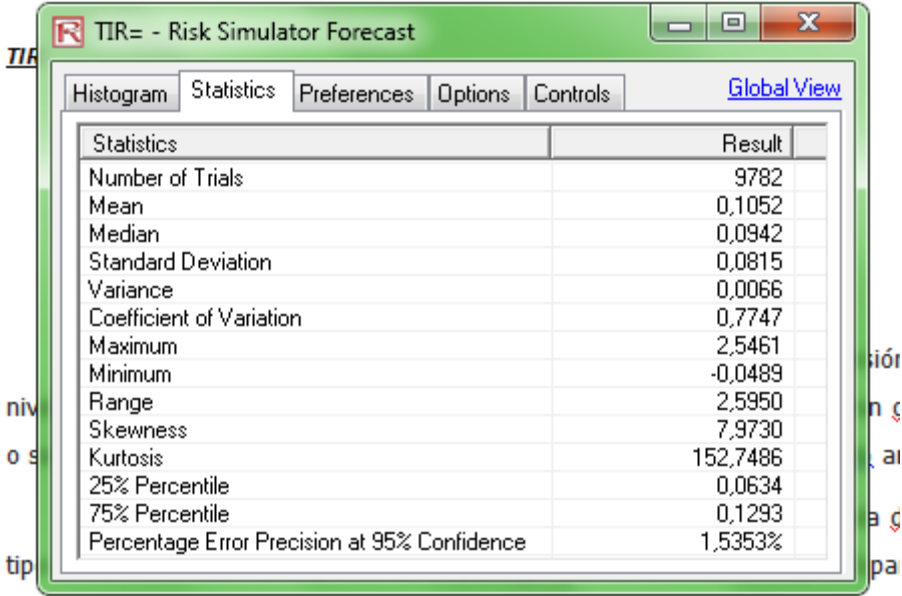 TIR= - Risk Simulator Forecast
TIR
Histogram Statistics Preferences Options Controls Global View
Statistics Result
Number of Trials 9782
Mean 0,1052
Median 0,0942
Standard Deviation 0,0815
Variance 0,0066
Coefficient of Variation 0,7747
Maximum 2,5461
Minimum -0,0489
Range 2,5950
Skewness 7,9730
Kurtosis 152,7486
25% Percentile 0,0634
75% Percentile 0,1293
Percentage Error Precision at 95% Confidence 1,5353%